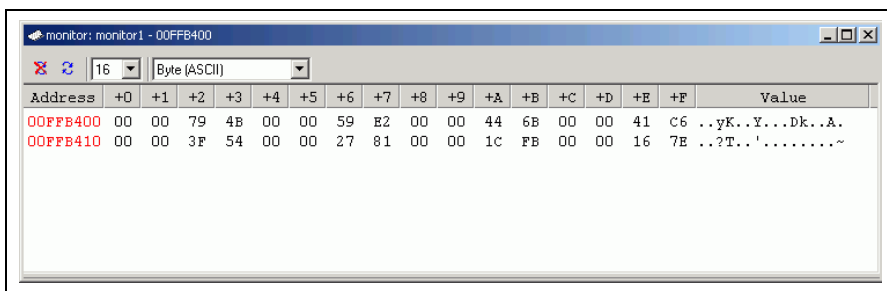 monitor: monitor1 - 00FFB400
16 Byte (ASCII)
Address +0 +1 +2 +3 +4 +5 +6 +7 +8 +9 +A +B +C +D +E +F Value
00FFB400 00 00 79 4B 00 00 59 E2 00 00 44 6B 00 00 41 C6 ..yK..Y...Dk..A.
00FFB410 00 00 3F 54 00 00 27 81 00 00 1C FB 00 00 16 7E ..?T..'........~